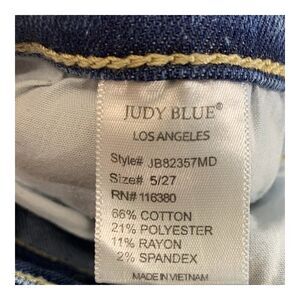 JUDY BLUE®
LOS ANGELES
Style# JB82357MD
Size# 5/27
RN# 116380
66% COTTON
21% POLYESTER
11% RAYON
2% SPANDEX
MADE IN VIETNAM